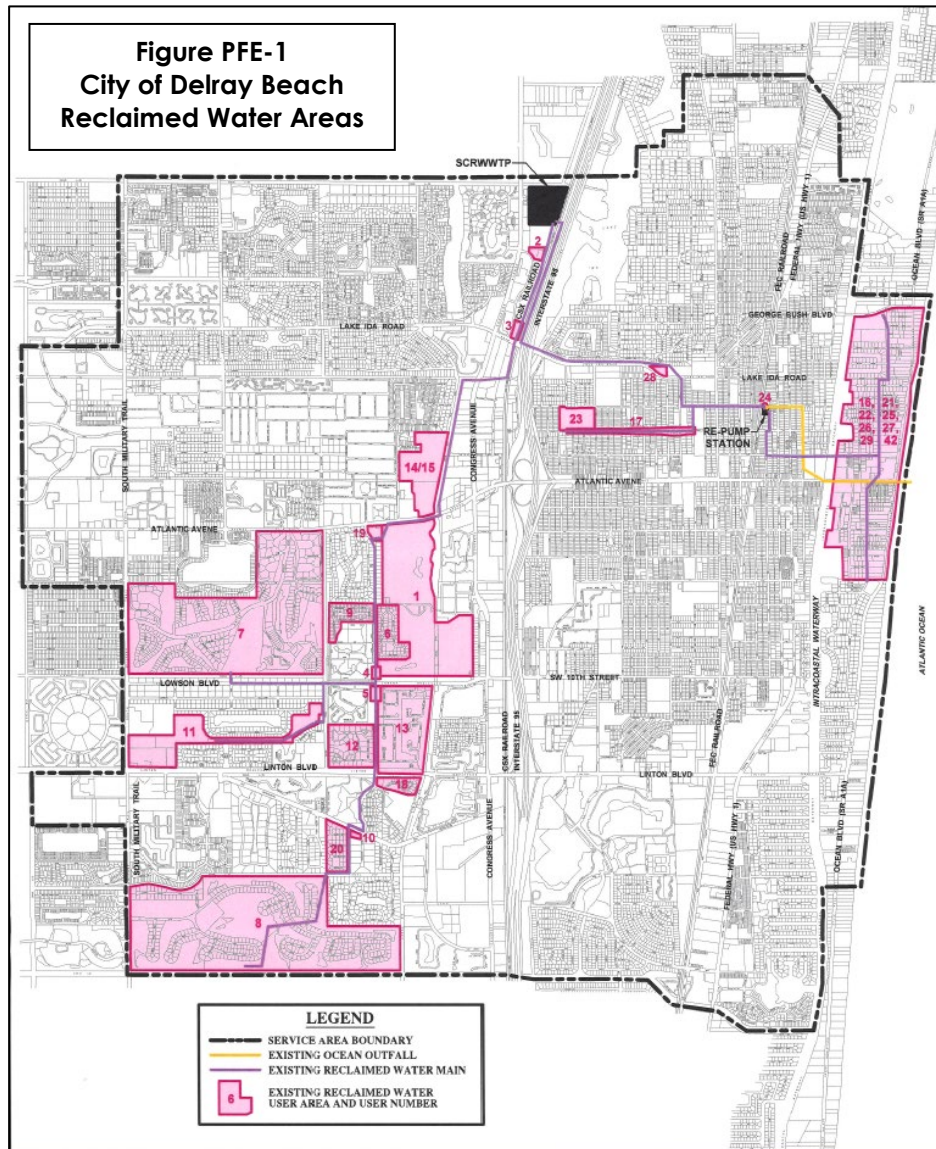 Figure PFE-1
City of Delray Beach
Reclaimed Water Areas
SCRWWTP
2
CSX RAILROAD
INTERSTATE 95
FEC RAILROAD
FEDERAL HWY (US HWY 1)
OCEAN BLVD (SR A1A)
LAKE IDA ROAD
3
GEORGE BUSH BLVD
28
LAKE IDA ROAD
24
23
17
RE-PUMP
STATION
16, 21,
22, 25,
26, 27,
29 42
SOUTH MILITARY TRAIL
CONGRESS AVENUE
14/15
ATLANTIC AVENE
ATLANTIC AVENE
19
1
9
6
7
4
LOWSON BLVD
SW. 10TH STREET
INTRACOASTAL WATERWAY
ATLANTIC OCEAN
5
11
12
13
CSX RAILROAD
INTERSTATE 95
FEC RAILROAD
LINTON
LINTON BLVD
LINTON BLVD
18
10
20
SOUTH MILITARY TRAIL
CONGRESS AVENUE
FEDERAL HWY (US HWY 1)
OCEAN BLVD (SR A1A)
8
LEGEND
SERVICE AREA BOUNDARY
EXISTING OCEAN OUTFALL
EXISTING RECLAIMED WATER MAIN
6
EXISTING RECLAIMED WATER
USER AREA AND USER NUMBER